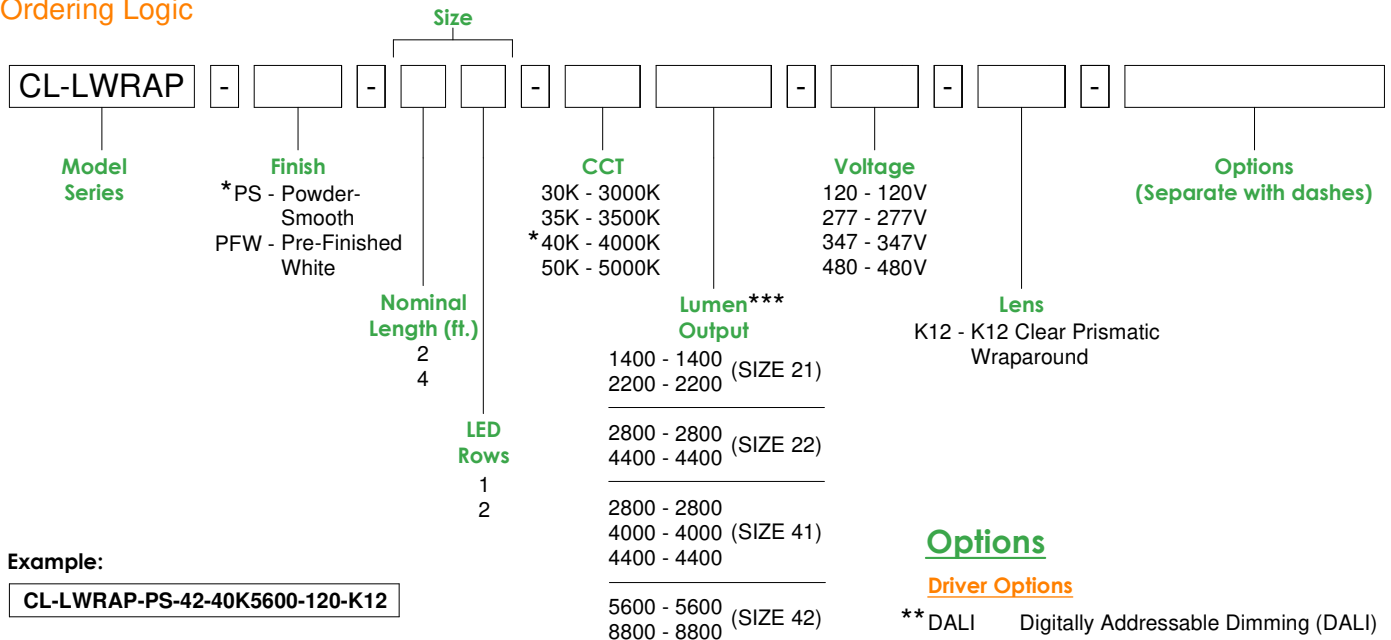 Ordering Logic
Size
CL-LWRAP - - - - - -
Model
Series
Finish
*PS - Powder-
Smooth
PFW - Pre-Finished
White
CCT
30K - 3000K
35K - 3500K
*40K - 4000K
50K - 5000K
Voltage
120 - 120V
277 - 277V
347 - 347V
480 - 480V
Options
(Separate with dashes)
Nominal
Length (ft.)
2
4
Lumen***
Output
1400 - 1400
2200 - 2200
(SIZE 21)
2800 - 2800
4400 - 4400
(SIZE 22)
2800 - 2800
4000 - 4000 (SIZE 41)
4400 - 4400
5600 - 5600
8800 - 8800
(SIZE 42)
Lens
K12 - K12 Clear Prismatic
Wraparound
LED
Rows
1
2
Example:
CL-LWRAP-PS-42-40K5600-120-K12
Options
Driver Options
**DALI Digitally Addressable Dimming (DALI)